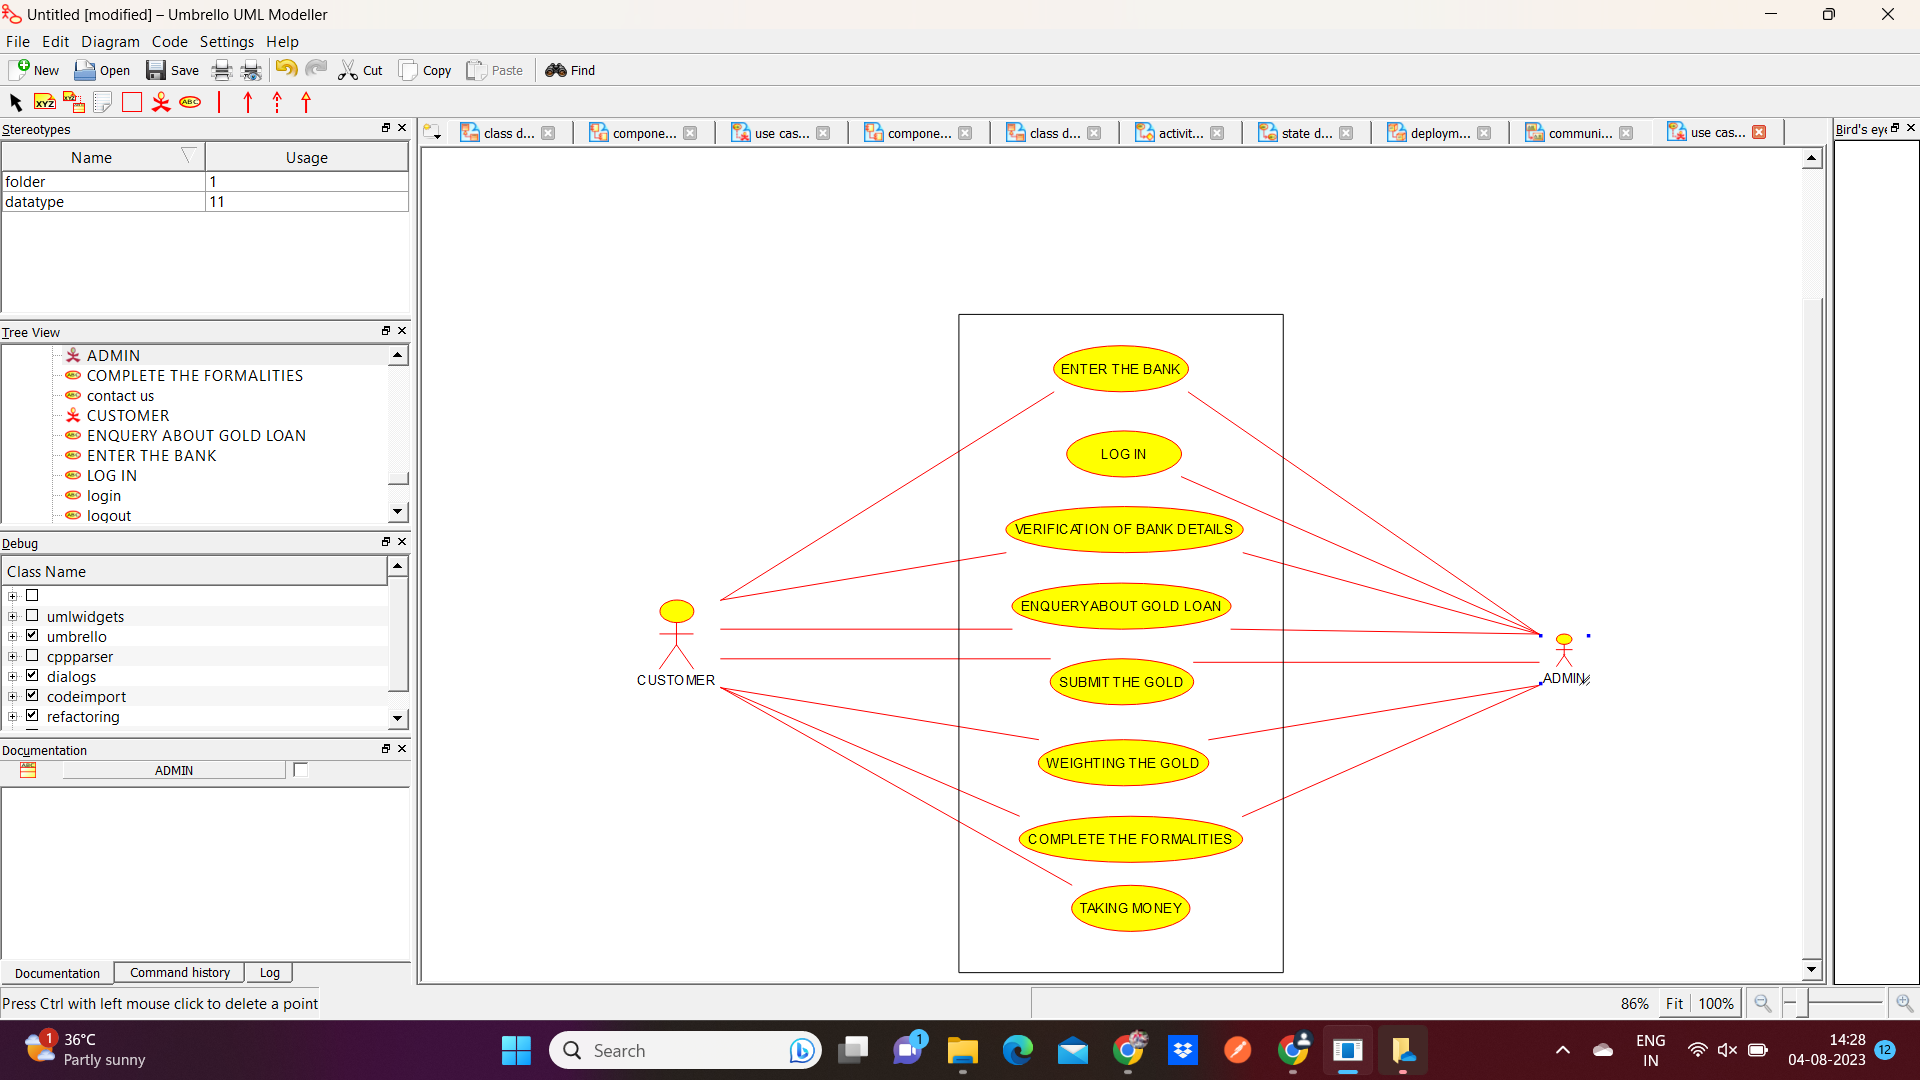 Untitled [modified] – Umbrello UML Modeller
File Edit Diagram Code Settings Help
New Open Save Cut Copy Paste Find
XYZ XYZ ABC
Stereotypes
Name Usage
folder 1
datatype 11
Tree View
ADMIN
COMPLETE THE FORMALITIES
contact us
CUSTOMER
ENQUERY ABOUT GOLD LOAN
ENTER THE BANK
LOG IN
login
logout
Debug
Class Name
umlwidgets
umbrello
cppparser
dialogs
codeimport
refactoring
Documentation
ADMIN
Documentation Command history Log
Press Ctrl with left mouse click to delete a point
class d... compone... use cas... compone... class d... activit... state d... deploym... communi... use cas...
Bird's eye
ENTER THE BANK
LOG IN
VERIFICATION OF BANK DETAILS
ENQUERY ABOUT GOLD LOAN
SUBMIT THE GOLD
WEIGHTING THE GOLD
COMPLETE THE FORMALITIES
TAKING MONEY
CUSTOMER
ADMIN
86% Fit 100%
1
36°C
Partly sunny
Search
1
ENG
IN
14:28
04-08-2023
12